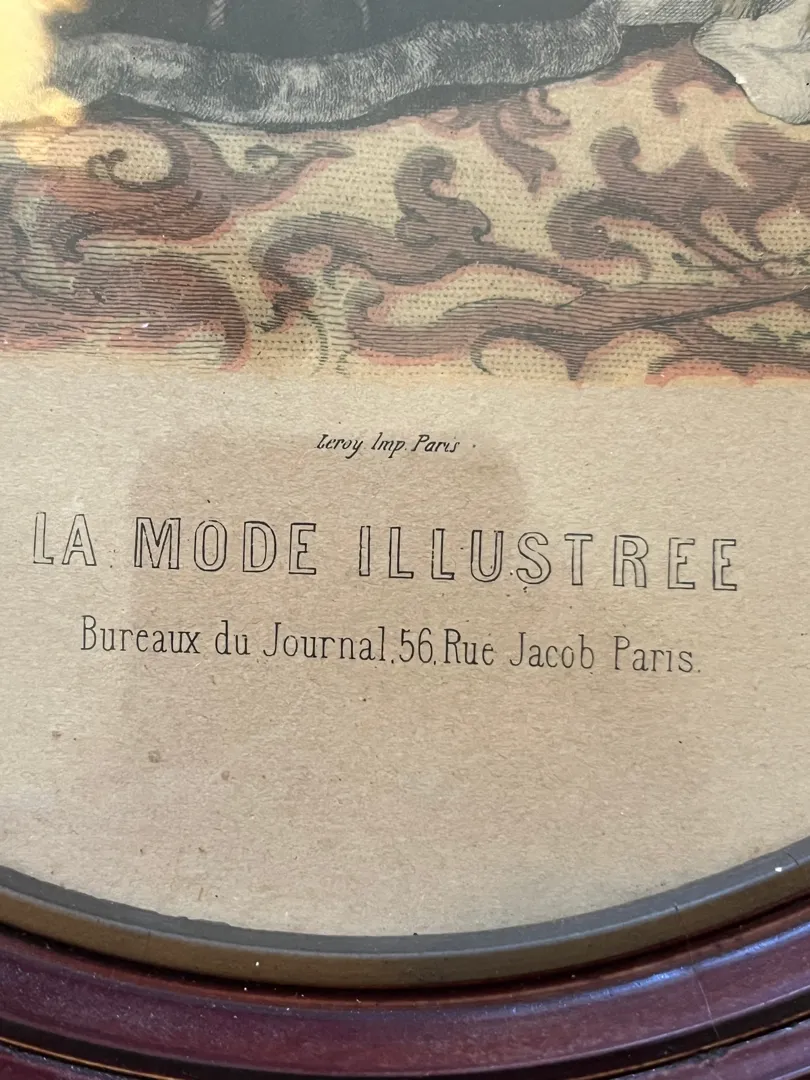 Leroy Imp. Paris
LA MODE ILLUSTREE
Bureaux du Journal, 56, Rue Jacob Paris.